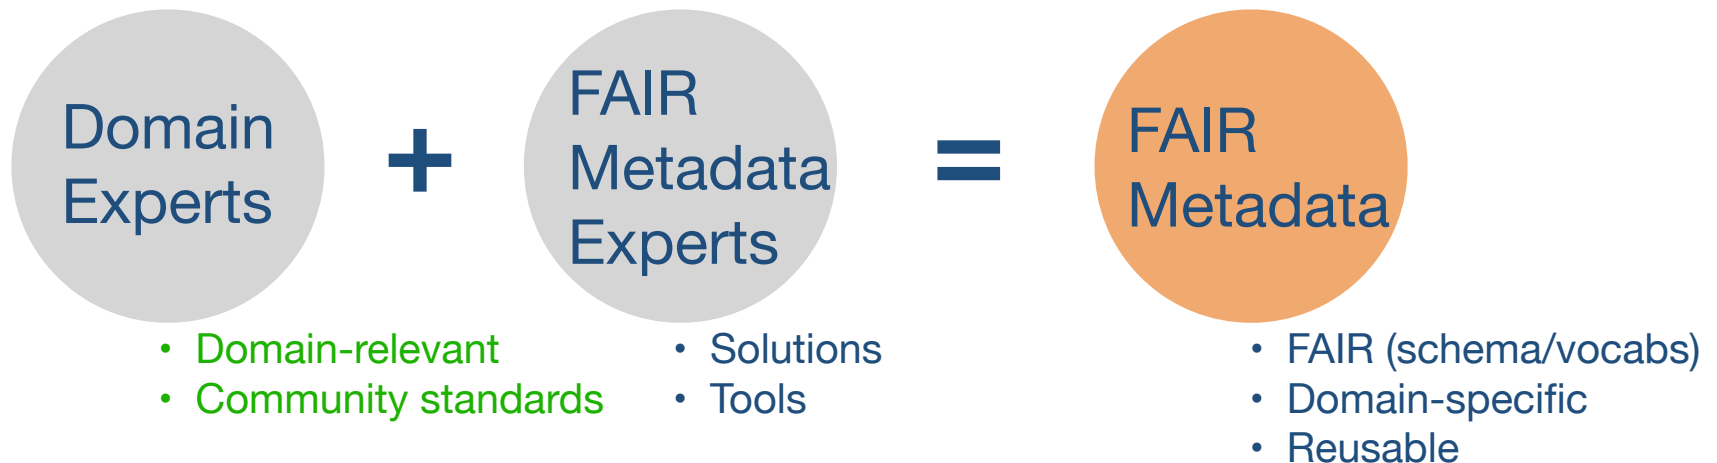 Domain
Experts
+
FAIR
Metadata
Experts
=
FAIR
Metadata
• Domain-relevant
• Community standards
• Solutions
• Tools
• FAIR (schema/vocabs)
• Domain-specific
• Reusable